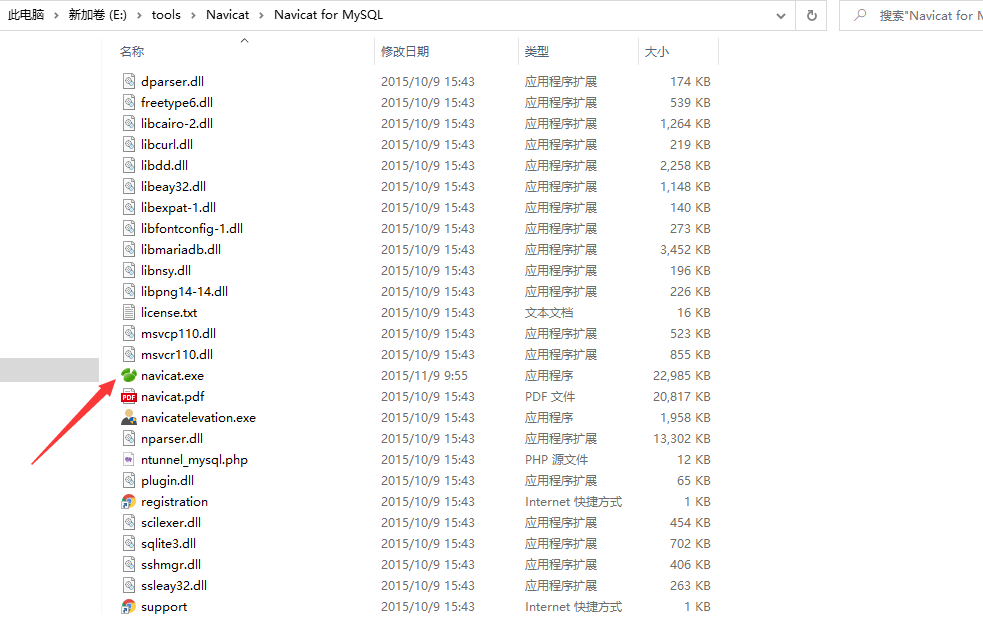 此电脑 › 新加卷 (E:) › tools › Navicat › Navicat for MySQL
搜索"Navicat for M
名称 修改日期 类型 大小
dparser.dll 2015/10/9 15:43 应用程序扩展 174 KB
freetype6.dll 2015/10/9 15:43 应用程序扩展 539 KB
libcairo-2.dll 2015/10/9 15:43 应用程序扩展 1,264 KB
libcurl.dll 2015/10/9 15:43 应用程序扩展 219 KB
libdd.dll 2015/10/9 15:43 应用程序扩展 2,258 KB
libeay32.dll 2015/10/9 15:43 应用程序扩展 1,148 KB
libexpat-1.dll 2015/10/9 15:43 应用程序扩展 140 KB
libfontconfig-1.dll 2015/10/9 15:43 应用程序扩展 273 KB
libmariadb.dll 2015/10/9 15:43 应用程序扩展 3,452 KB
libnsy.dll 2015/10/9 15:43 应用程序扩展 196 KB
libpng14-14.dll 2015/10/9 15:43 应用程序扩展 226 KB
license.txt 2015/10/9 15:43 文本文档 16 KB
msvcp110.dll 2015/10/9 15:43 应用程序扩展 523 KB
msvcr110.dll 2015/10/9 15:43 应用程序扩展 855 KB
navicat.exe 2015/11/9 9:55 应用程序 22,985 KB
PDF navicat.pdf 2015/10/9 15:43 PDF 文件 20,817 KB
navicatelevation.exe 2015/10/9 15:43 应用程序 1,958 KB
nparser.dll 2015/10/9 15:43 应用程序扩展 13,302 KB
ntunnel_mysql.php 2015/10/9 15:43 PHP 源文件 12 KB
plugin.dll 2015/10/9 15:43 应用程序扩展 65 KB
registration 2015/10/9 15:43 Internet 快捷方式 1 KB
scilexer.dll 2015/10/9 15:43 应用程序扩展 454 KB
sqlite3.dll 2015/10/9 15:43 应用程序扩展 702 KB
sshmgr.dll 2015/10/9 15:43 应用程序扩展 406 KB
ssleay32.dll 2015/10/9 15:43 应用程序扩展 263 KB
support 2015/10/9 15:43 Internet 快捷方式 1 KB